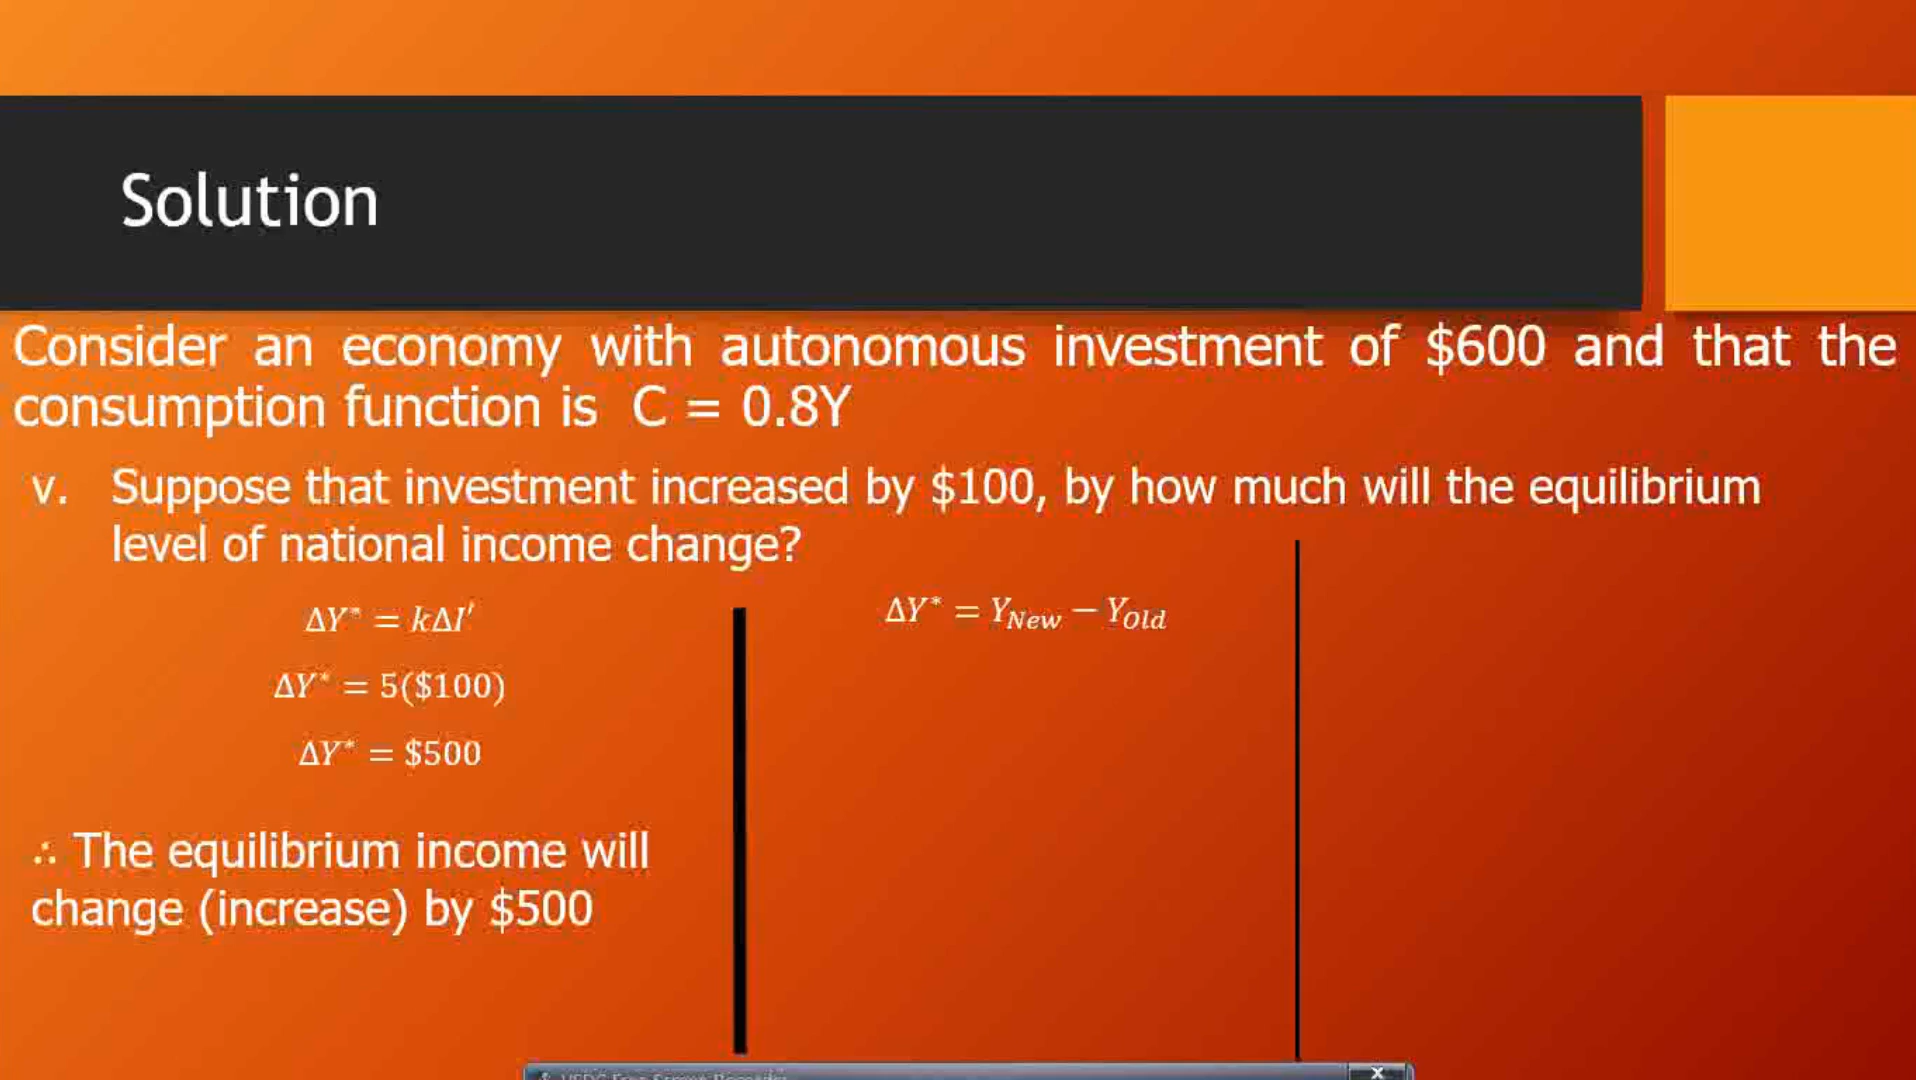 Solution
Consider an economy with autonomous investment of $600 and that the
consumption function is C = 0.8Y
v. Suppose that investment increased by $100, by how much will the equilibrium
level of national income change?
ΔY* = kΔI′
ΔY* = 5($100)
ΔY* = $500
∴ The equilibrium income will
change (increase) by $500
ΔY* = Y_New − Y_Old